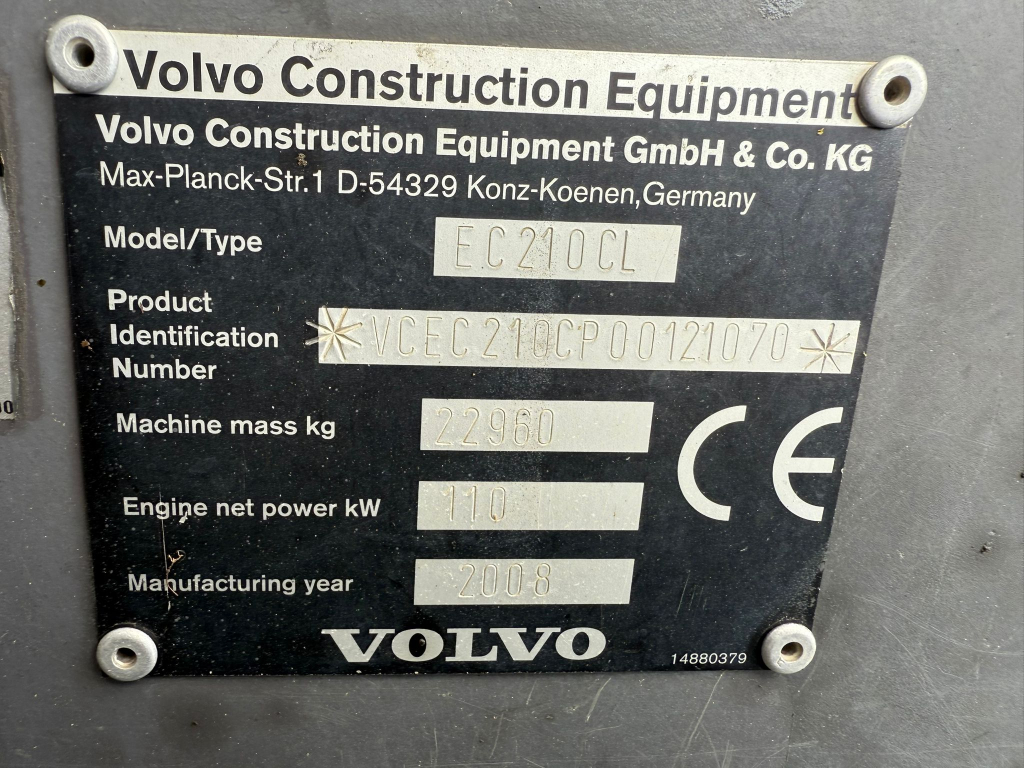 Volvo Construction Equipment
Volvo Construction Equipment GmbH & Co. KG
Max-Planck-Str.1 D-54329 Konz-Koenen,Germany
Model/Type EC210CL
Product
Identification
Number
*VCEC210CP00121070*
Machine mass kg 22960
Engine net power kW 110
Manufacturing year 2008
CE
VOLVO
14880379